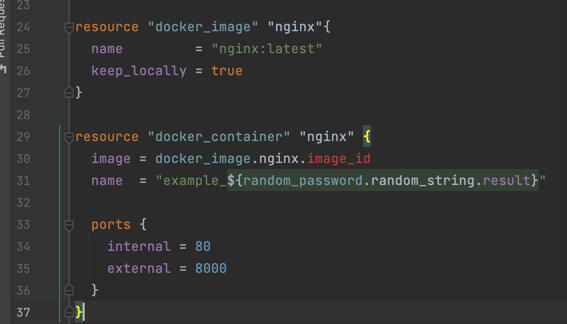 Pull Reque
23
24 resource "docker_image" "nginx"{
25 name         = "nginx:latest"
26 keep_locally = true
27 }
28
29 resource "docker_container" "nginx" {
30 image = docker_image.nginx.image_id
31 name  = "example_${random_password.random_string.result}"
32
33 ports {
34 internal = 80
35 external = 8000
36 }
37 }